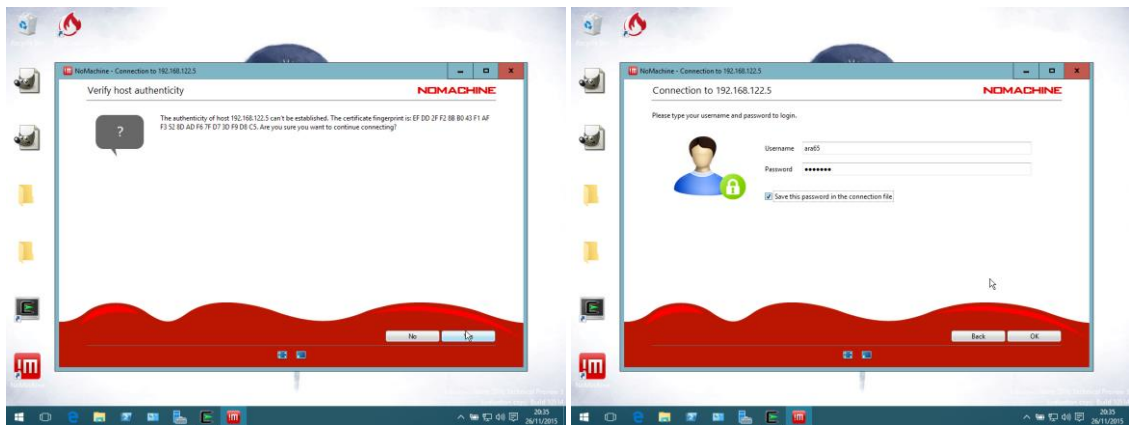 NoMachine - Connection to 192.168.122.5
Verify host authenticity
NOMACHINE
?
The authenticity of host 192.168.122.5 can't be established. The certificate fingerprint is: EF DD 2F F2 8B B0 43 F1 AF
F3 52 8D AD F6 7F D7 3D F9 D8 C5. Are you sure you want to continue connecting?
No
20:35
26/11/2015
NoMachine - Connection to 192.168.122.5
Connection to 192.168.122.5
NOMACHINE
Please type your username and password to login.
Username ara65
Password •••••••
Save this password in the connection file
Back OK
20:35
26/11/2015